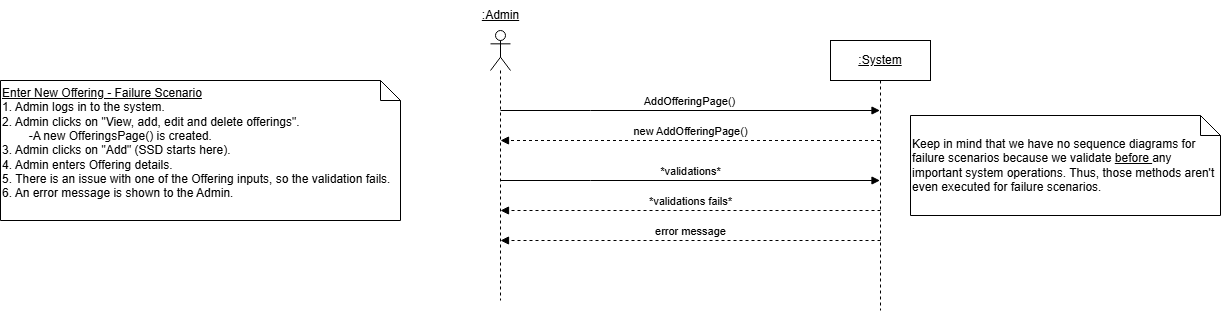 :Admin
:System
Enter New Offering - Failure Scenario
1. Admin logs in to the system.
2. Admin clicks on "View, add, edit and delete offerings".
-A new OfferingsPage() is created.
3. Admin clicks on "Add" (SSD starts here).
4. Admin enters Offering details.
5. There is an issue with one of the Offering inputs, so the validation fails.
6. An error message is shown to the Admin.
AddOfferingPage()
new AddOfferingPage()
*validations*
*validations fails*
error message
Keep in mind that we have no sequence diagrams for
failure scenarios because we validate before any
important system operations. Thus, those methods aren't
even executed for failure scenarios.